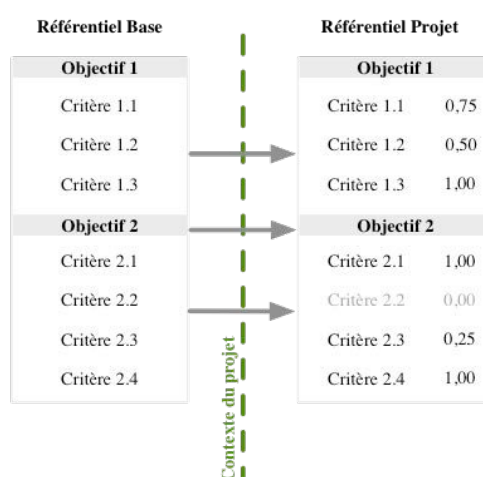 Référentiel Base
Objectif 1
Critère 1.1
Critère 1.2
Critère 1.3
Objectif 2
Critère 2.1
Critère 2.2
Critère 2.3
Critère 2.4
Contexte du projet
Référentiel Projet
Objectif 1
Critère 1.1 0,75
Critère 1.2 0,50
Critère 1.3 1,00
Objectif 2
Critère 2.1 1,00
Critère 2.2 0,00
Critère 2.3 0,25
Critère 2.4 1,00